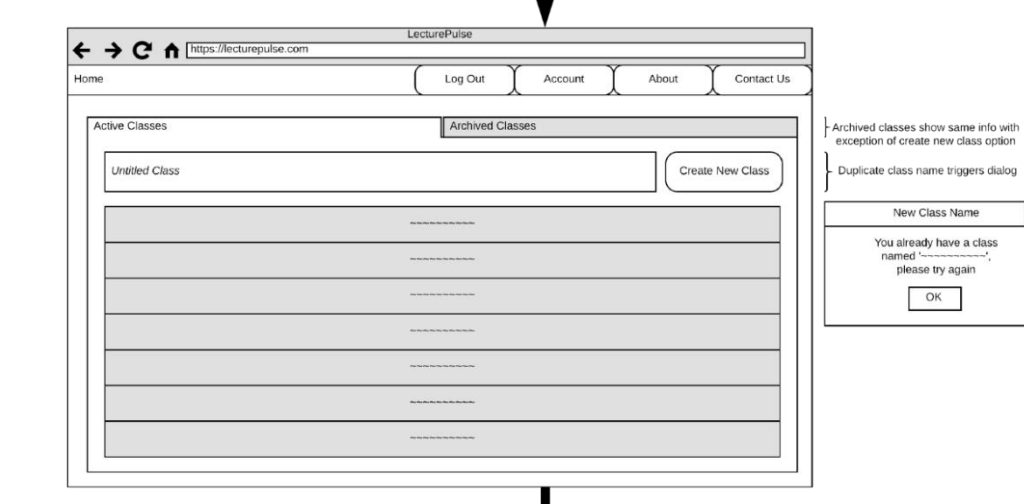 LecturePulse
https://lecturepulse.com
Home
Log Out
Account
About
Contact Us
Active Classes
Archived Classes
Untitled Class
Create New Class
~~~~~~~~~~
~~~~~~~~~~
~~~~~~~~~~
~~~~~~~~~~
~~~~~~~~~~
~~~~~~~~~~
~~~~~~~~~~
Archived classes show same info with
exception of create new class option
Duplicate class name triggers dialog
New Class Name
You already have a class
named '~~~~~~~~~~',
please try again
OK